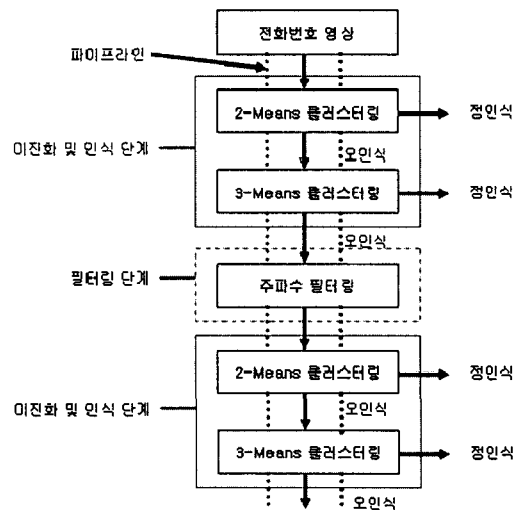 전화번호 영상
파이프라인
2-Means 클러스터링
정인식
오인식
이진화 및 인식 단계
3-Means 클러스터링
정인식
오인식
필터링 단계
주파수 필터링
2-Means 클러스터링
정인식
오인식
이진화 및 인식 단계
3-Means 클러스터링
정인식
오인식